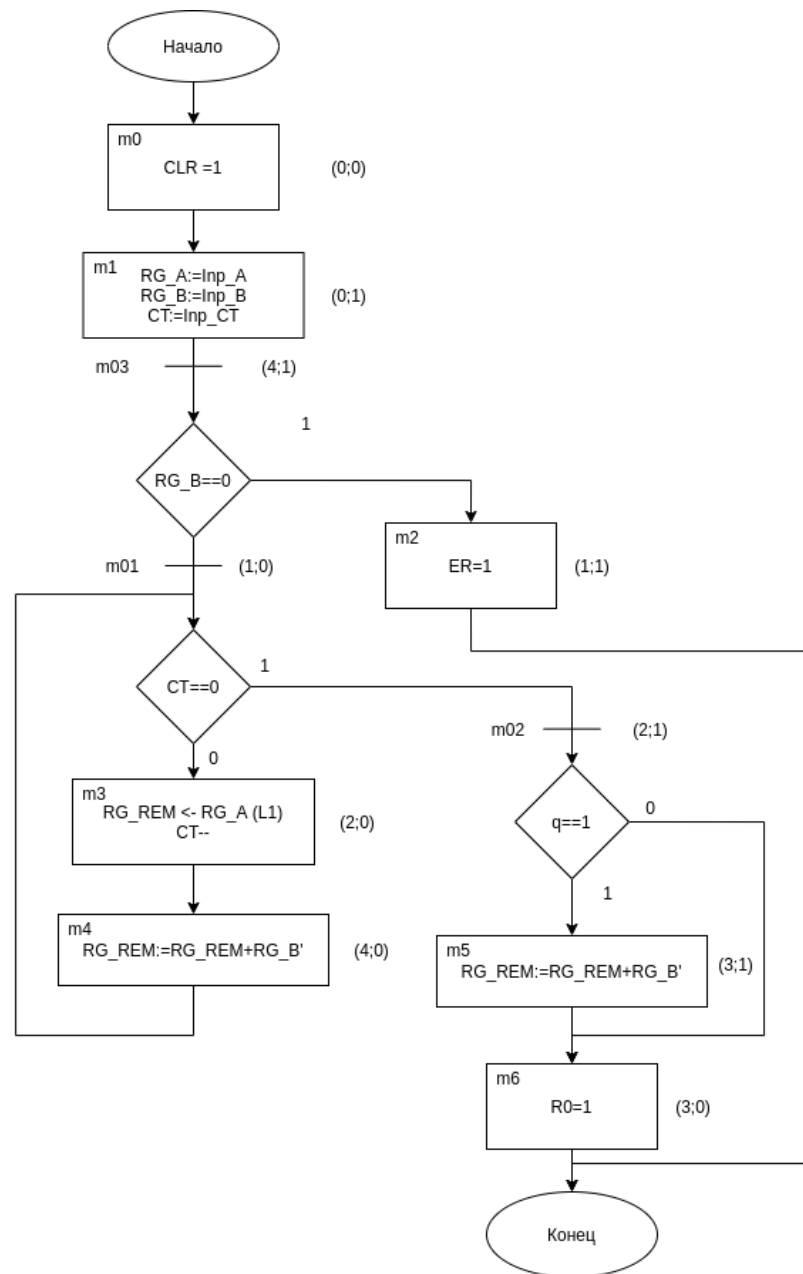 Начало
m0
CLR =1
(0;0)
m1
RG_A:=Inp_A
RG_B:=Inp_B
CT:=Inp_CT
(0;1)
m03
(4;1)
1
RG_B==0
m2
ER=1
(1;1)
m01
(1;0)
CT==0
1
0
m02
(2;1)
m3
RG_REM <- RG_A (L1)
CT--
(2;0)
q==1
0
1
m4
RG_REM:=RG_REM+RG_B'
(4;0)
m5
RG_REM:=RG_REM+RG_B'
(3;1)
m6
R0=1
(3;0)
Конец